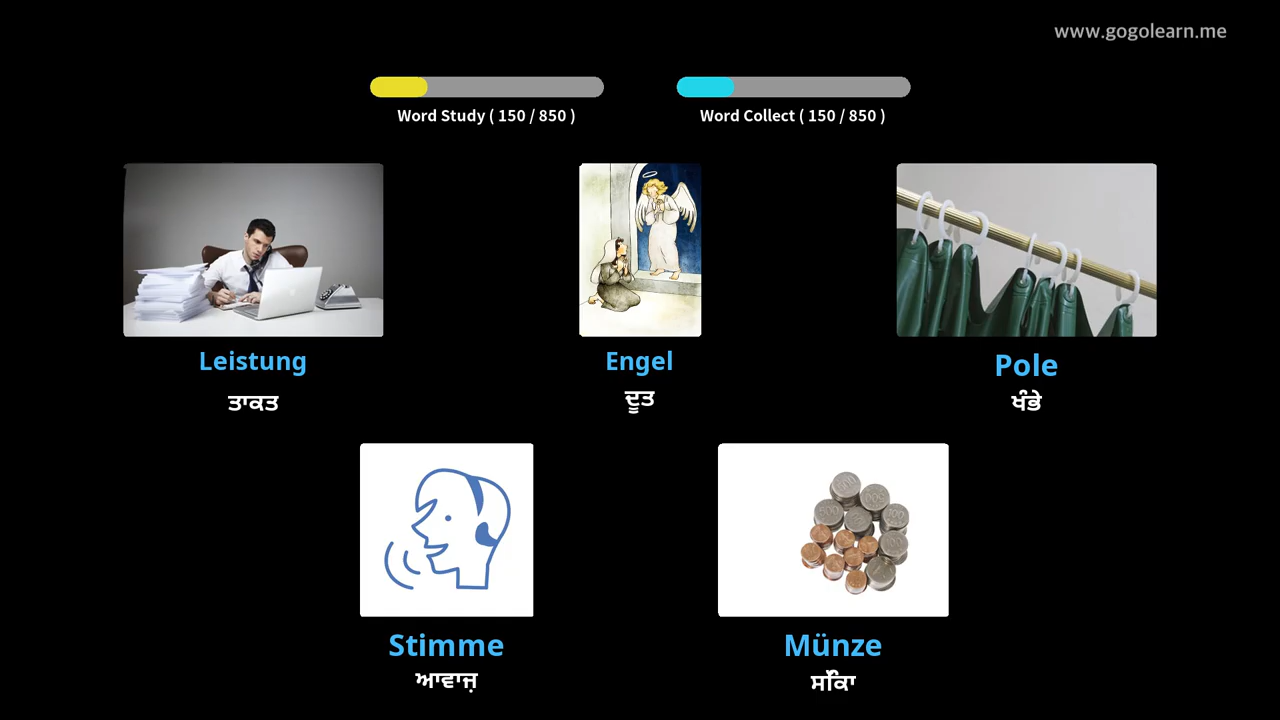 www.gogolearn.me
Word Study ( 150 / 850 )
Word Collect ( 150 / 850 )
Leistung
ਤਾਕਤ
Engel
ਦੂਤ
Pole
ਖੰਭੇ
Stimme
ਆਵਾਜ਼
Münze
ਸਿੱਕਾ